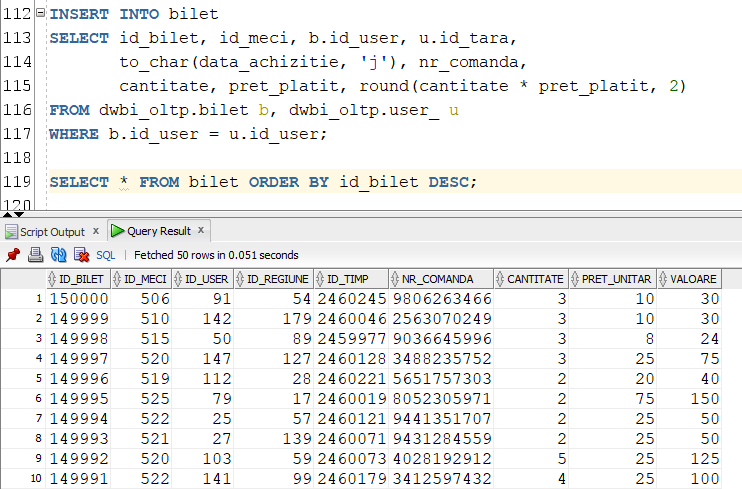 112 INSERT INTO bilet
113 SELECT id_bilet, id_meci, b.id_user, u.id_tara,
114 to_char(data_achizitie, 'j'), nr_comanda,
115 cantitate, pret_platit, round(cantitate * pret_platit, 2)
116 FROM dwbi_oltp.bilet b, dwbi_oltp.user_ u
117 WHERE b.id_user = u.id_user;
118
119 SELECT * FROM bilet ORDER BY id_bilet DESC;
120
Script Output x Query Result x
SQL | Fetched 50 rows in 0.051 seconds
ID_BILET ID_MECI ID_USER ID_REGIUNE ID_TIMP NR_COMANDA CANTITATE PRET_UNITAR VALOARE
1 150000 506 91 54 2460245 9806263466 3 10 30
2 149999 510 142 179 2460046 2563070249 3 10 30
3 149998 515 50 89 2459977 9036645996 3 8 24
4 149997 520 147 127 2460128 3488235752 3 25 75
5 149996 519 112 28 2460221 5651757303 2 20 40
6 149995 525 79 17 2460019 8052305971 2 75 150
7 149994 522 25 57 2460121 9441351707 2 25 50
8 149993 521 27 139 2460071 9431284559 2 25 50
9 149992 520 103 59 2460073 4028192912 5 25 125
10 149991 522 141 99 2460179 3412597432 4 25 100